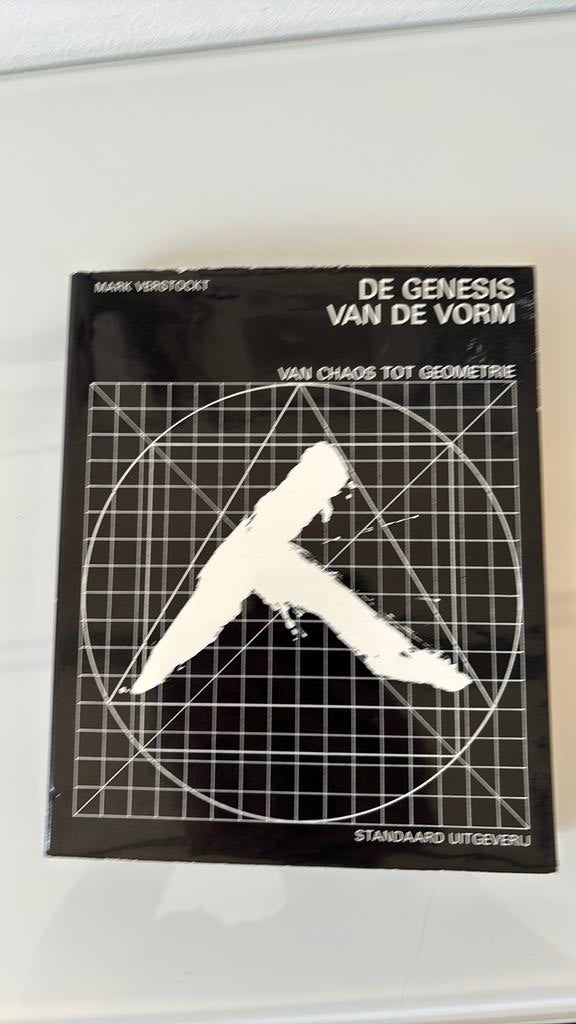 MARK VERSTOCKT
DE GENESIS
VAN DE VORM
VAN CHAOS TOT GEOMETRIE
STANDAARD UITGEVERIJ